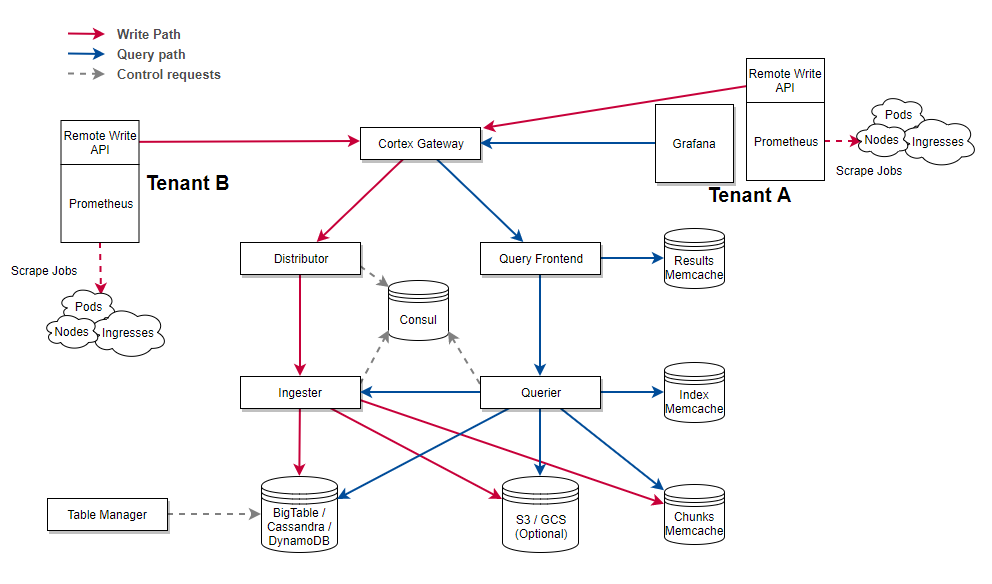 Write Path
Query path
Control requests
Remote Write
API
Prometheus
Tenant B
Scrape Jobs
Pods
Nodes
Ingresses
Cortex Gateway
Grafana
Remote Write
API
Prometheus
Tenant A
Pods
Nodes
Ingresses
Scrape Jobs
Distributor
Query Frontend
Results
Memcache
Consul
Ingester
Querier
Index
Memcache
Table Manager
BigTable /
Cassandra /
DynamoDB
S3 / GCS
(Optional)
Chunks
Memcache